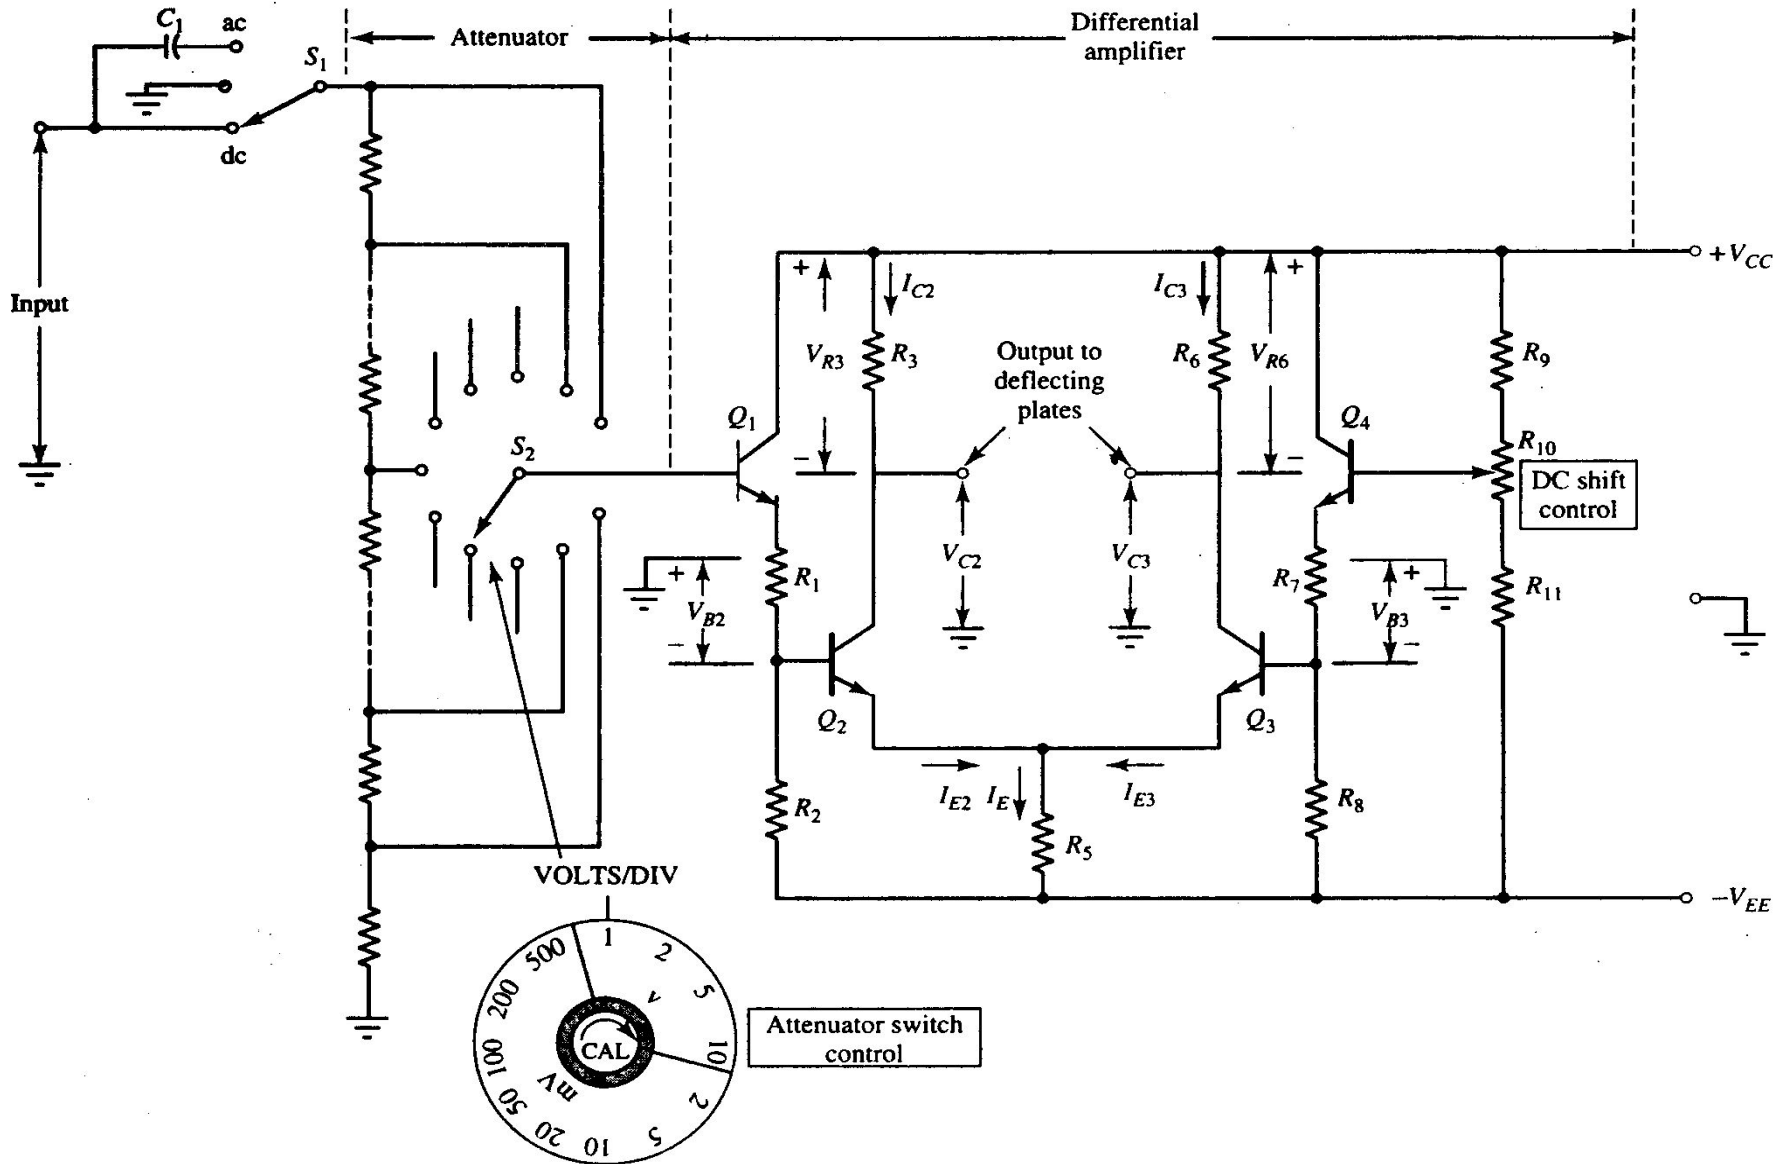 C1
ac
S1
Attenuator
Differential
amplifier
dc
Input
+VCC
IC2
IC3
VR3
R3
Output to
deflecting
plates
R6
VR6
R9
Q1
Q4
S2
R10
DC shift
control
VC2
VC3
R1
R7
R11
VB2
VB3
+
−
+
−
+
−
+
−
Q2
Q3
IE2
IE
IE3
R2
R8
R5
VOLTS/DIV
−VEE
500
1
2
5
10
2
5
10
20
50
100
200
v
mV
CAL
Attenuator switch
control